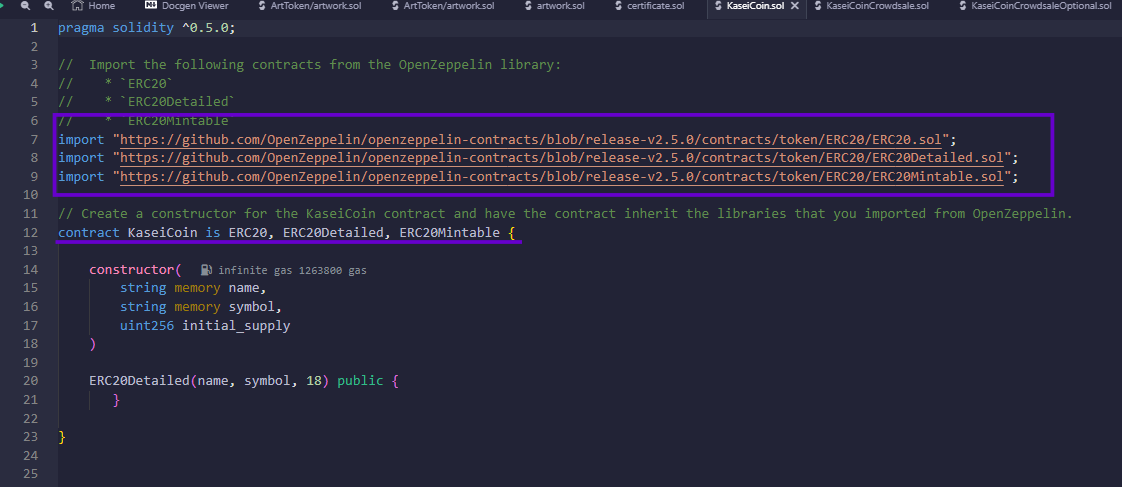 Home Docgen Viewer ArtToken/artwork.sol ArtToken/artwork.sol artwork.sol certificate.sol KaseiCoin.sol KaseiCoinCrowdsale.sol KaseiCoinCrowdsaleOptional.sol
1 pragma solidity ^0.5.0;
2
3 // Import the following contracts from the OpenZeppelin library:
4 // * `ERC20`
5 // * `ERC20Detailed`
6 // * ERC20Mintable
7 import "https://github.com/OpenZeppelin/openzeppelin-contracts/blob/release-v2.5.0/contracts/token/ERC20/ERC20.sol";
8 import "https://github.com/OpenZeppelin/openzeppelin-contracts/blob/release-v2.5.0/contracts/token/ERC20/ERC20Detailed.sol";
9 import "https://github.com/OpenZeppelin/openzeppelin-contracts/blob/release-v2.5.0/contracts/token/ERC20/ERC20Mintable.sol";
10
11 // Create a constructor for the KaseiCoin contract and have the contract inherit the libraries that you imported from OpenZeppelin.
12 contract KaseiCoin is ERC20, ERC20Detailed, ERC20Mintable {
13
14 constructor( infinite gas 1263800 gas
15 string memory name,
16 string memory symbol,
17 uint256 initial_supply
18 )
19
20 ERC20Detailed(name, symbol, 18) public {
21 }
22
23 }
24
25